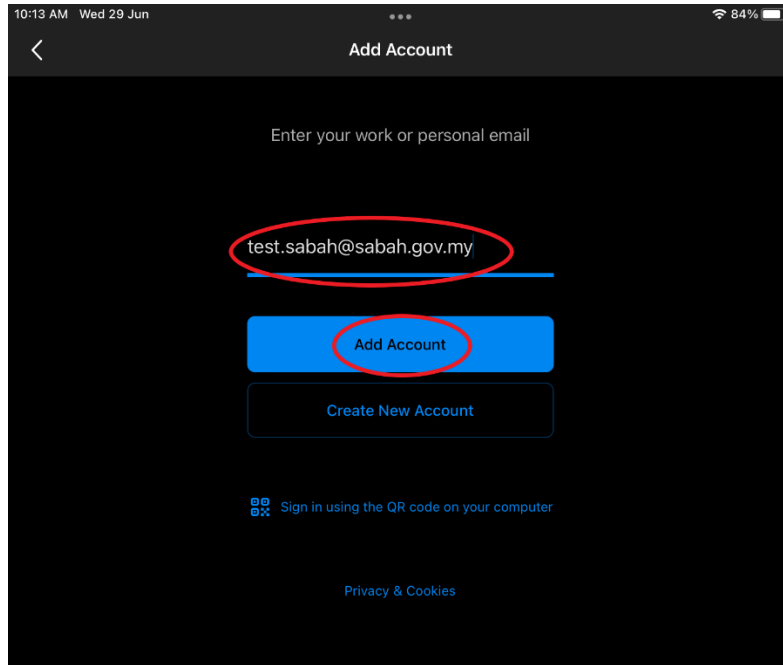 10:13 AM Wed 29 Jun 84%
Add Account
Enter your work or personal email
test.sabah@sabah.gov.my
Add Account
Create New Account
Sign in using the QR code on your computer
Privacy & Cookies